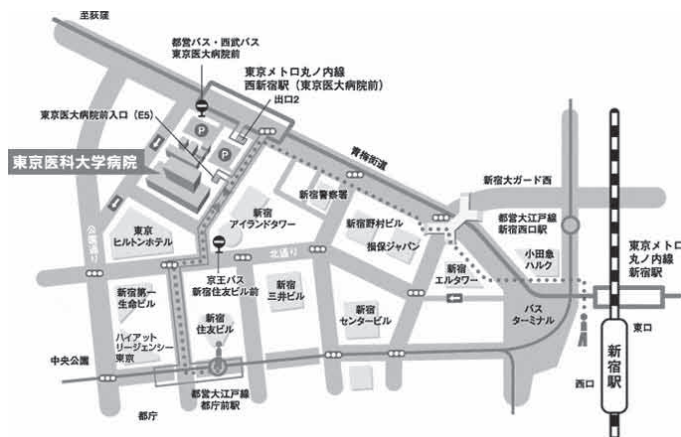 至荻窪
都営バス・西武バス
東京医大病院前
東京メトロ丸ノ内線
西新宿駅（東京医大病院前）
出口2
東京医大病院前入口（E5）
P
P
東京医科大学病院
青梅街道
新宿大ガード西
公園通り
東京
ヒルトンホテル
新宿
アイランドタワー
新宿警察署
新宿野村ビル
損保ジャパン
都営大江戸線
新宿西口駅
小田急
ハルク
東京メトロ
丸ノ内線
新宿駅
北通り
京王バス
新宿住友ビル前
新宿
エルタワー
新宿第一
生命ビル
新宿
三井ビル
新宿
住友ビル
新宿
センタービル
バス
ターミナル
東口
新宿駅
西口
ハイアット
リージェンシー
東京
中央公園
都営大江戸線
都庁前駅
都庁